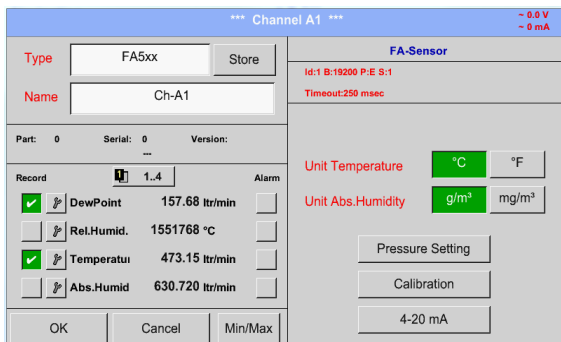 *** Channel A1 ***
~ 0.0 V
~ 0 mA
Type
FA5xx
Store
Name
Ch-A1
Part: 0 Serial: 0 Version:
---
Record
1 1..4
Alarm
DewPoint 157.68 ltr/min
Rel.Humid. 1551768 °C
Temperatur 473.15 ltr/min
Abs.Humid 630.720 ltr/min
OK
Cancel
Min/Max
FA-Sensor
Id:1 B:19200 P:E S:1
Timeout:250 msec
Unit Temperature °C °F
Unit Abs.Humidity g/m³ mg/m³
Pressure Setting
Calibration
4-20 mA